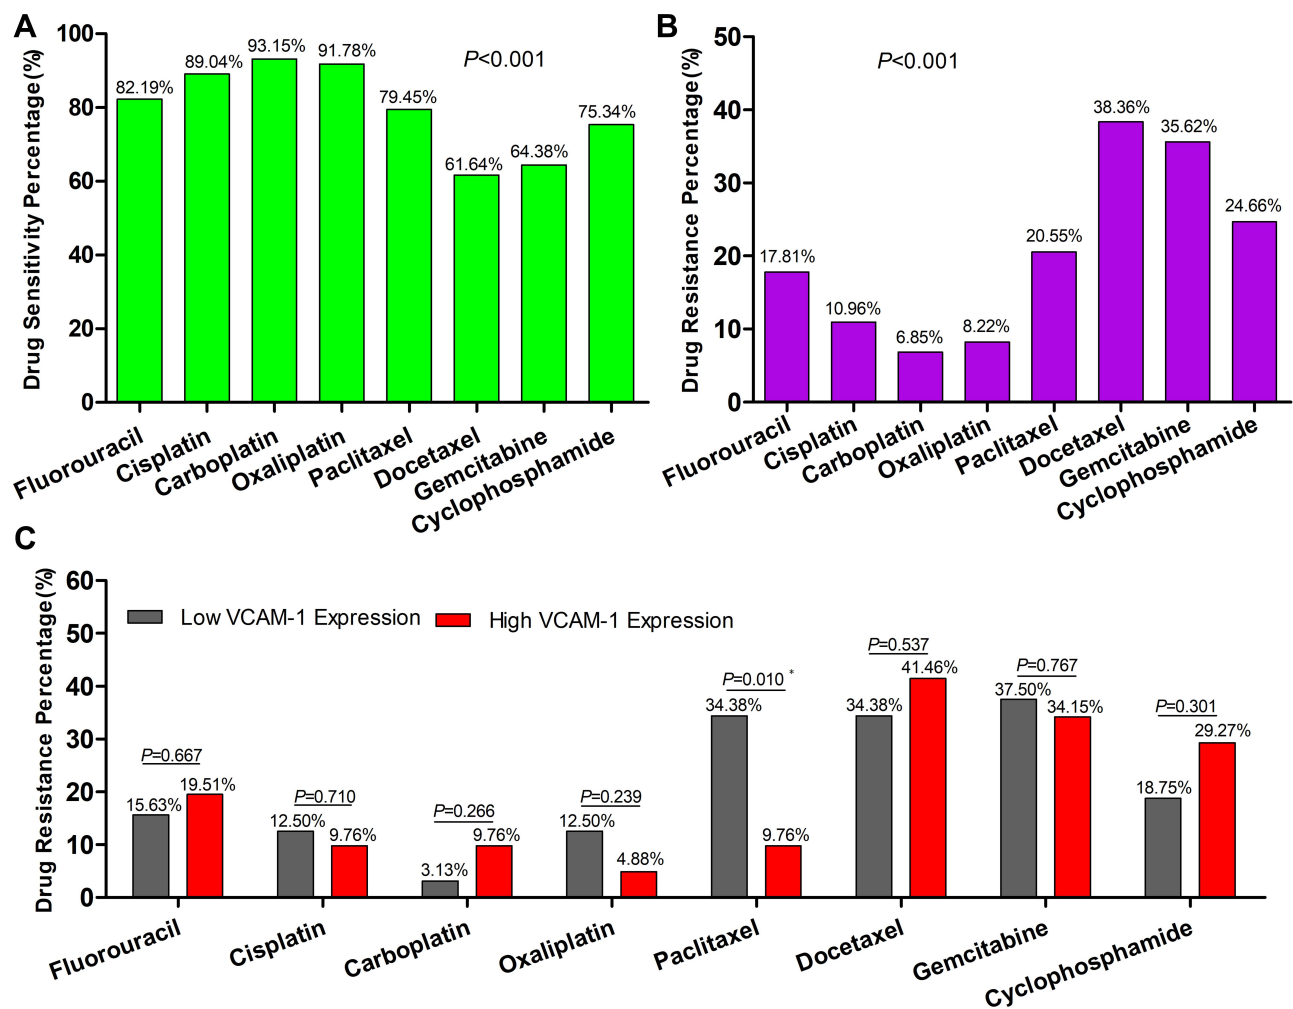 A
Drug Sensitivity Percentage(%)
100
80
60
40
20
0
P<0.001
82.19%
89.04%
93.15%
91.78%
79.45%
61.64%
64.38%
75.34%
Fluorouracil
Cisplatin
Carboplatin
Oxaliplatin
Paclitaxel
Docetaxel
Gemcitabine
Cyclophosphamide
B
Drug Resistance Percentage(%)
50
40
30
20
10
0
P<0.001
17.81%
10.96%
6.85%
8.22%
20.55%
38.36%
35.62%
24.66%
Fluorouracil
Cisplatin
Carboplatin
Oxaliplatin
Paclitaxel
Docetaxel
Gemcitabine
Cyclophosphamide
C
Drug Resistance Percentage(%)
60
50
40
30
20
10
0
Low VCAM-1 Expression
High VCAM-1 Expression
P=0.667
15.63%
19.51%
P=0.710
12.50%
9.76%
P=0.266
3.13%
9.76%
P=0.239
12.50%
4.88%
P=0.010 *
34.38%
9.76%
P=0.537
34.38%
41.46%
P=0.767
37.50%
34.15%
P=0.301
18.75%
29.27%
Fluorouracil
Cisplatin
Carboplatin
Oxaliplatin
Paclitaxel
Docetaxel
Gemcitabine
Cyclophosphamide